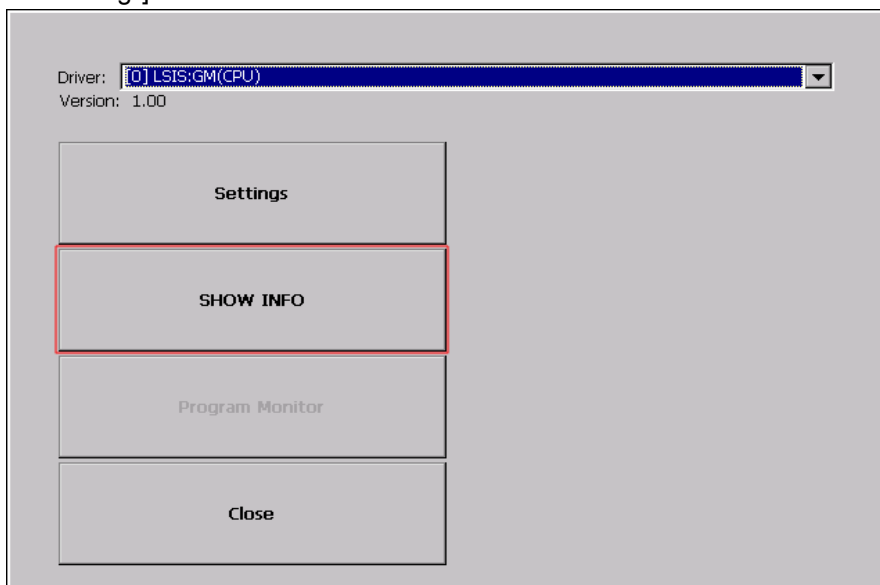 Driver: [0] LSIS:GM(CPU)
Version: 1.00
Settings
SHOW INFO
Program Monitor
Close